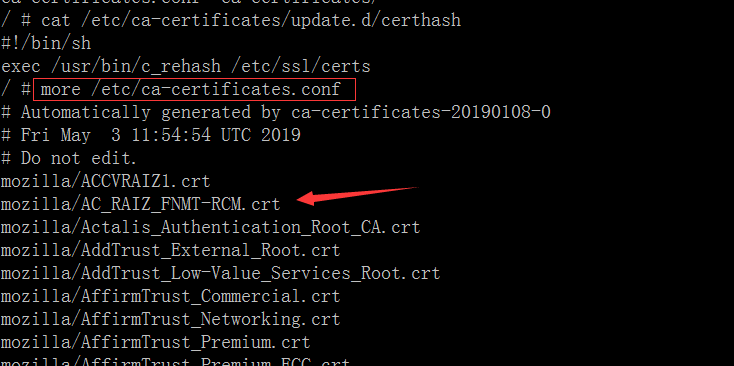 / # cat /etc/ca-certificates/update.d/certhash
#!/bin/sh
exec /usr/bin/c_rehash /etc/ssl/certs
/ # more /etc/ca-certificates.conf
# Automatically generated by ca-certificates-20190108-0
# Fri May  3 11:54:54 UTC 2019
# Do not edit.
mozilla/ACCVRAIZ1.crt
mozilla/AC_RAIZ_FNMT-RCM.crt
mozilla/Actalis_Authentication_Root_CA.crt
mozilla/AddTrust_External_Root.crt
mozilla/AddTrust_Low-Value_Services_Root.crt
mozilla/AffirmTrust_Commercial.crt
mozilla/AffirmTrust_Networking.crt
mozilla/AffirmTrust_Premium.crt
mozilla/AffirmTrust_Premium_ECC.crt